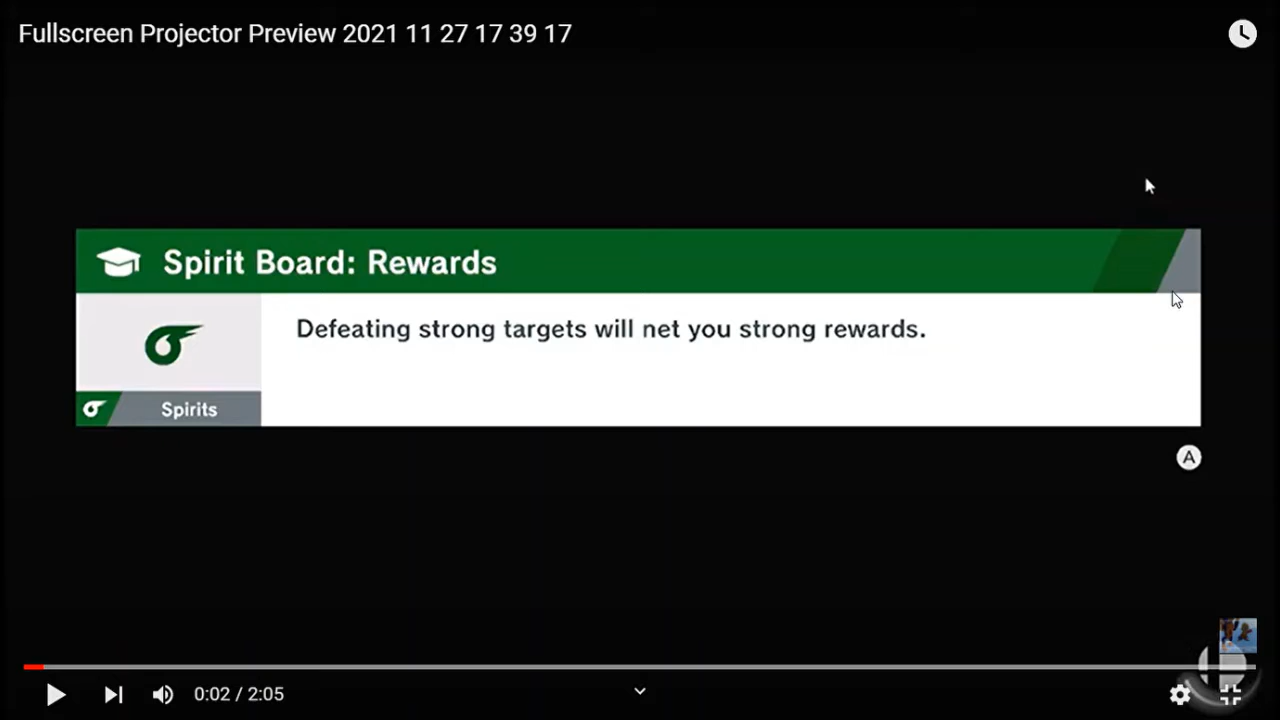 Fullscreen Projector Preview 2021 11 27 17 39 17
Spirit Board: Rewards
Defeating strong targets will net you strong rewards.
Spirits
A
0:02 / 2:05